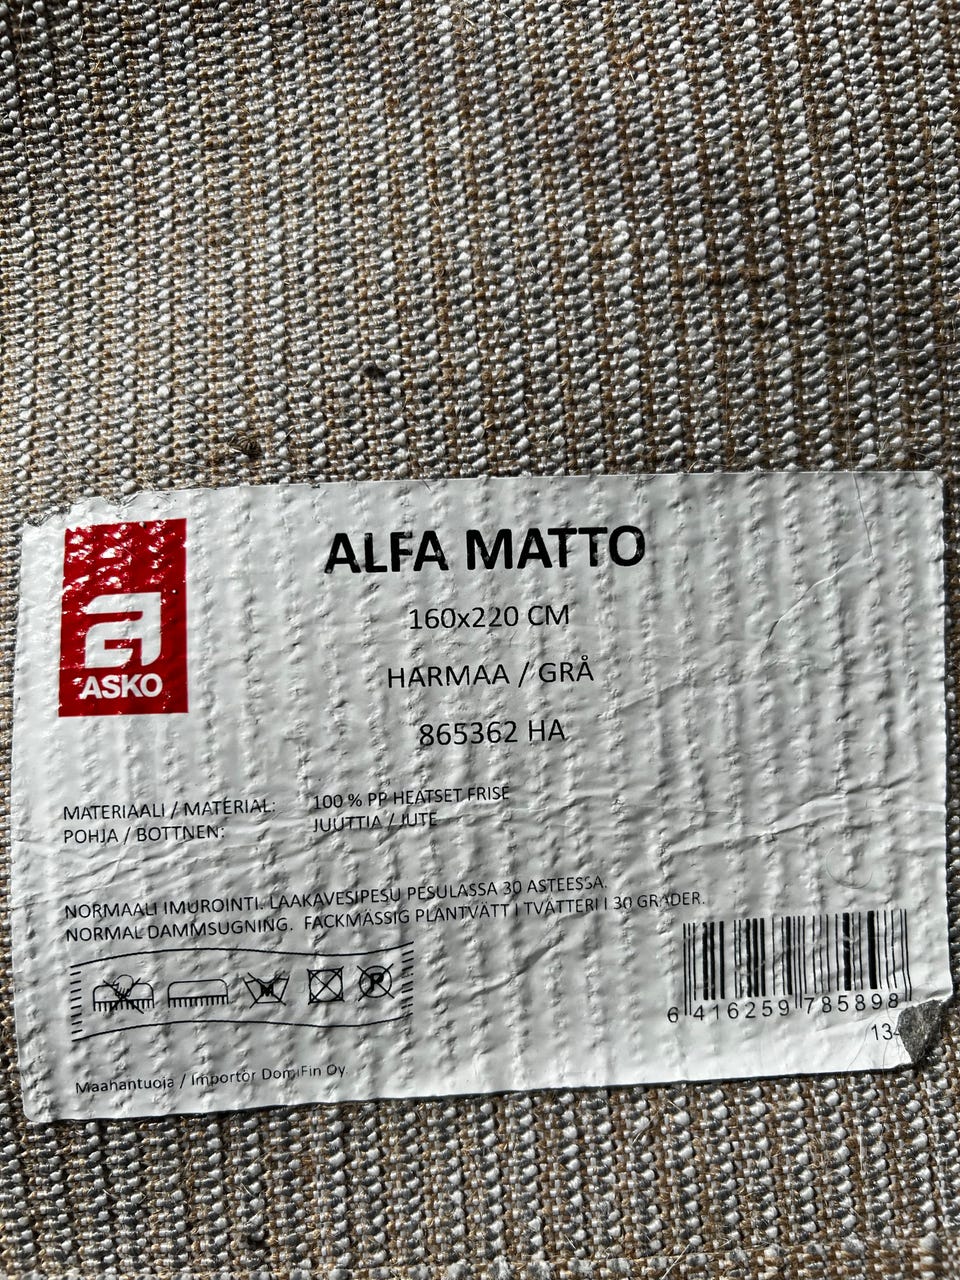 ASKO
ALFA MATTO
160x220 CM
HARMAA / GRÅ
865362 HA
MATERIAALI / MATERIAL: 100 % PP HEATSET FRISE
POHJA / BOTTNEN: JUUTTIA / JUTE
NORMAALI IMUROINTI. LAAKAVESIPESU PESULASSA 30 ASTEESSA.
NORMAL DAMMSUGNING. FACKMÄSSIG PLANTVÄTT I TVÄTTERI I 30 GRADER.
P
6 416259 785898
134
Maahantuoja / Importör DomiFin Oy.